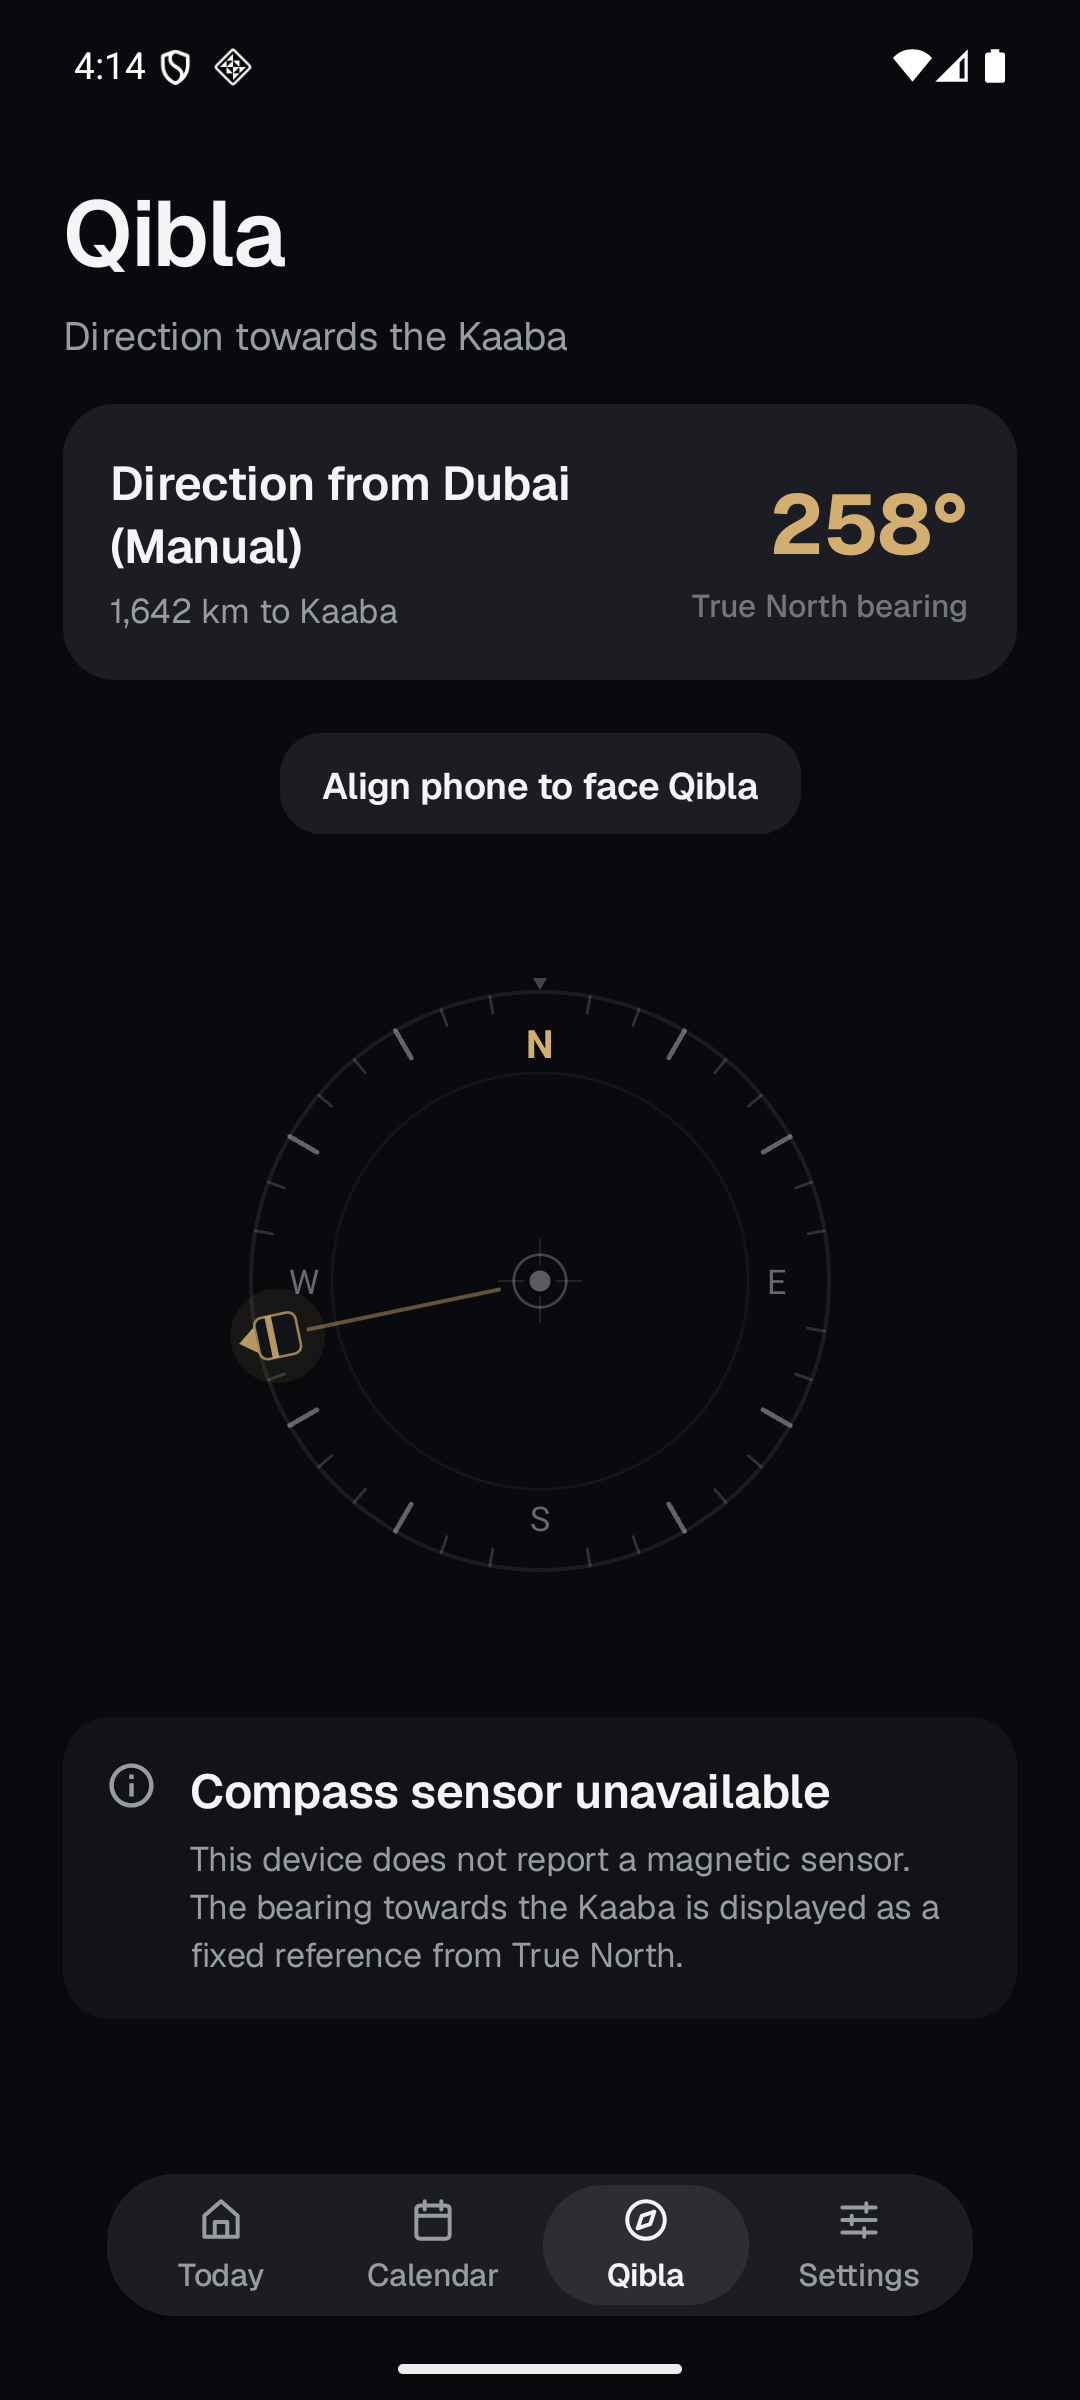 4:14
Qibla
Direction towards the Kaaba
Direction from Dubai
(Manual)
1,642 km to Kaaba
258°
True North bearing
Align phone to face Qibla
N
W
E
S
Compass sensor unavailable
This device does not report a magnetic sensor.
The bearing towards the Kaaba is displayed as a
fixed reference from True North.
Today
Calendar
Qibla
Settings